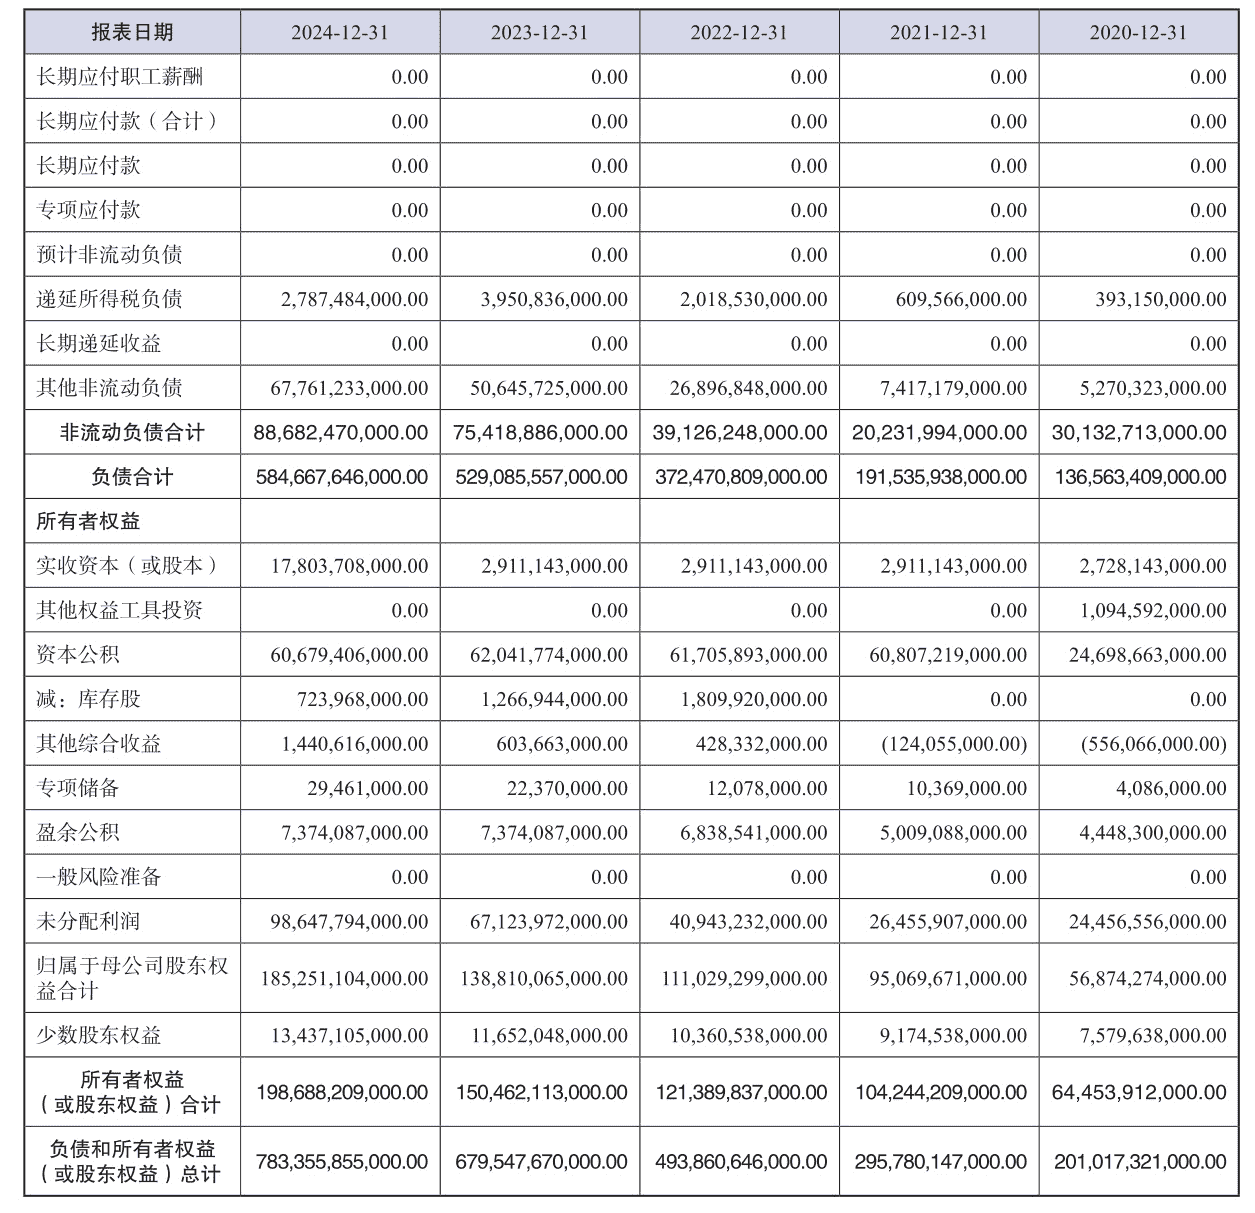 报表日期 2024-12-31 2023-12-31 2022-12-31 2021-12-31 2020-12-31
长期应付职工薪酬 0.00 0.00 0.00 0.00 0.00
长期应付款（合计） 0.00 0.00 0.00 0.00 0.00
长期应付款 0.00 0.00 0.00 0.00 0.00
专项应付款 0.00 0.00 0.00 0.00 0.00
预计非流动负债 0.00 0.00 0.00 0.00 0.00
递延所得税负债 2,787,484,000.00 3,950,836,000.00 2,018,530,000.00 609,566,000.00 393,150,000.00
长期递延收益 0.00 0.00 0.00 0.00 0.00
其他非流动负债 67,761,233,000.00 50,645,725,000.00 26,896,848,000.00 7,417,179,000.00 5,270,323,000.00
非流动负债合计 88,682,470,000.00 75,418,886,000.00 39,126,248,000.00 20,231,994,000.00 30,132,713,000.00
负债合计 584,667,646,000.00 529,085,557,000.00 372,470,809,000.00 191,535,938,000.00 136,563,409,000.00
所有者权益
实收资本（或股本） 17,803,708,000.00 2,911,143,000.00 2,911,143,000.00 2,911,143,000.00 2,728,143,000.00
其他权益工具投资 0.00 0.00 0.00 0.00 1,094,592,000.00
资本公积 60,679,406,000.00 62,041,774,000.00 61,705,893,000.00 60,807,219,000.00 24,698,663,000.00
减：库存股 723,968,000.00 1,266,944,000.00 1,809,920,000.00 0.00 0.00
其他综合收益 1,440,616,000.00 603,663,000.00 428,332,000.00 (124,055,000.00) (556,066,000.00)
专项储备 29,461,000.00 22,370,000.00 12,078,000.00 10,369,000.00 4,086,000.00
盈余公积 7,374,087,000.00 7,374,087,000.00 6,838,541,000.00 5,009,088,000.00 4,448,300,000.00
一般风险准备 0.00 0.00 0.00 0.00 0.00
未分配利润 98,647,794,000.00 67,123,972,000.00 40,943,232,000.00 26,455,907,000.00 24,456,556,000.00
归属于母公司股东权
益合计 185,251,104,000.00 138,810,065,000.00 111,029,299,000.00 95,069,671,000.00 56,874,274,000.00
少数股东权益 13,437,105,000.00 11,652,048,000.00 10,360,538,000.00 9,174,538,000.00 7,579,638,000.00
所有者权益
（或股东权益）合计 198,688,209,000.00 150,462,113,000.00 121,389,837,000.00 104,244,209,000.00 64,453,912,000.00
负债和所有者权益
（或股东权益）总计 783,355,855,000.00 679,547,670,000.00 493,860,646,000.00 295,780,147,000.00 201,017,321,000.00